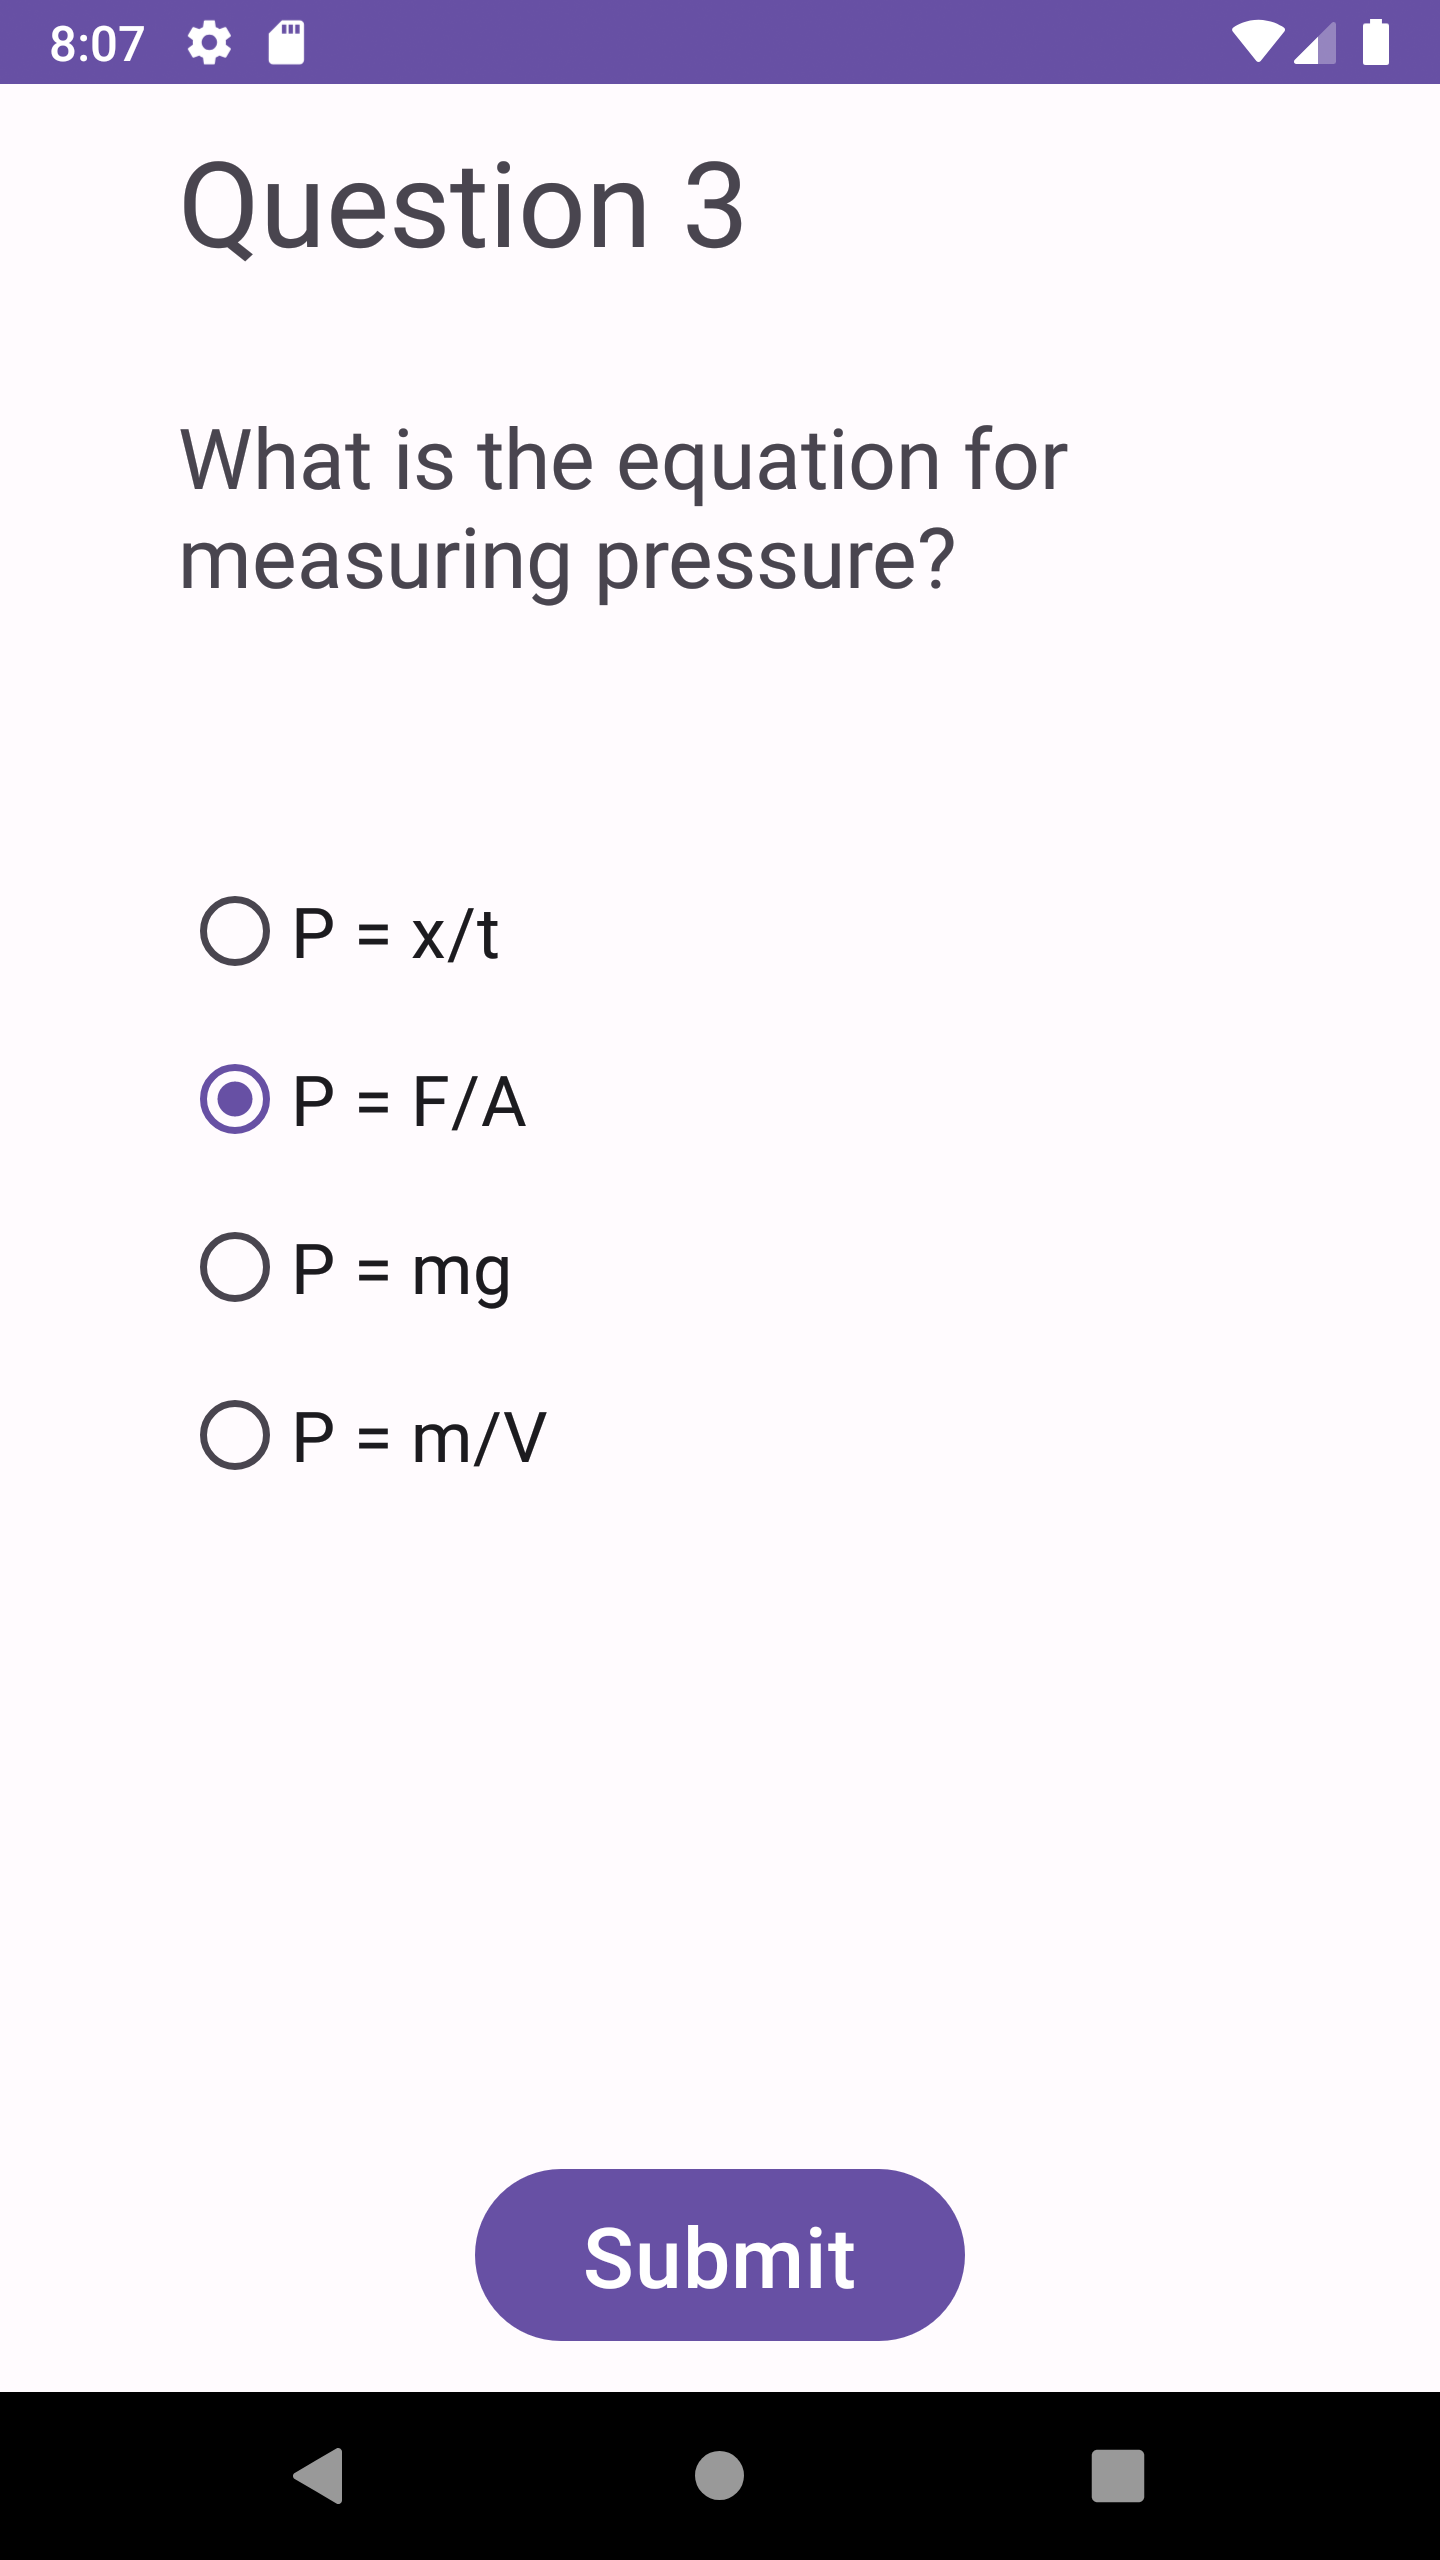 8:07
Question 3
What is the equation for
measuring pressure?
P = x/t
P = F/A
P = mg
P = m/V
Submit